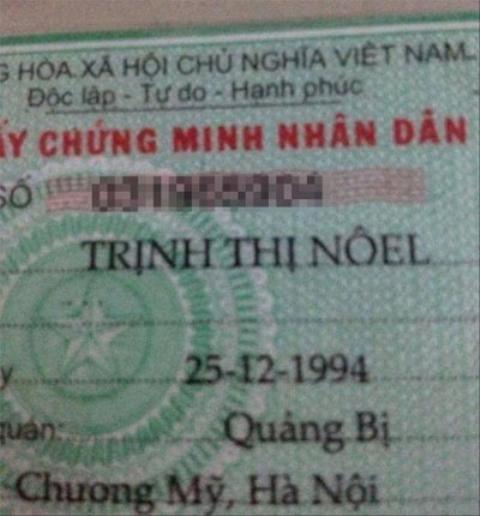 G HÒA XÃ HỘI CHỦ NGHĨA VIỆT NAM
Độc lập - Tự do - Hạnh phúc
ẤY CHỨNG MINH NHÂN DÂN
SỐ
TRỊNH THỊ NÔEL
y 25-12-1994
quán: Quảng Bị
Chương Mỹ, Hà Nội